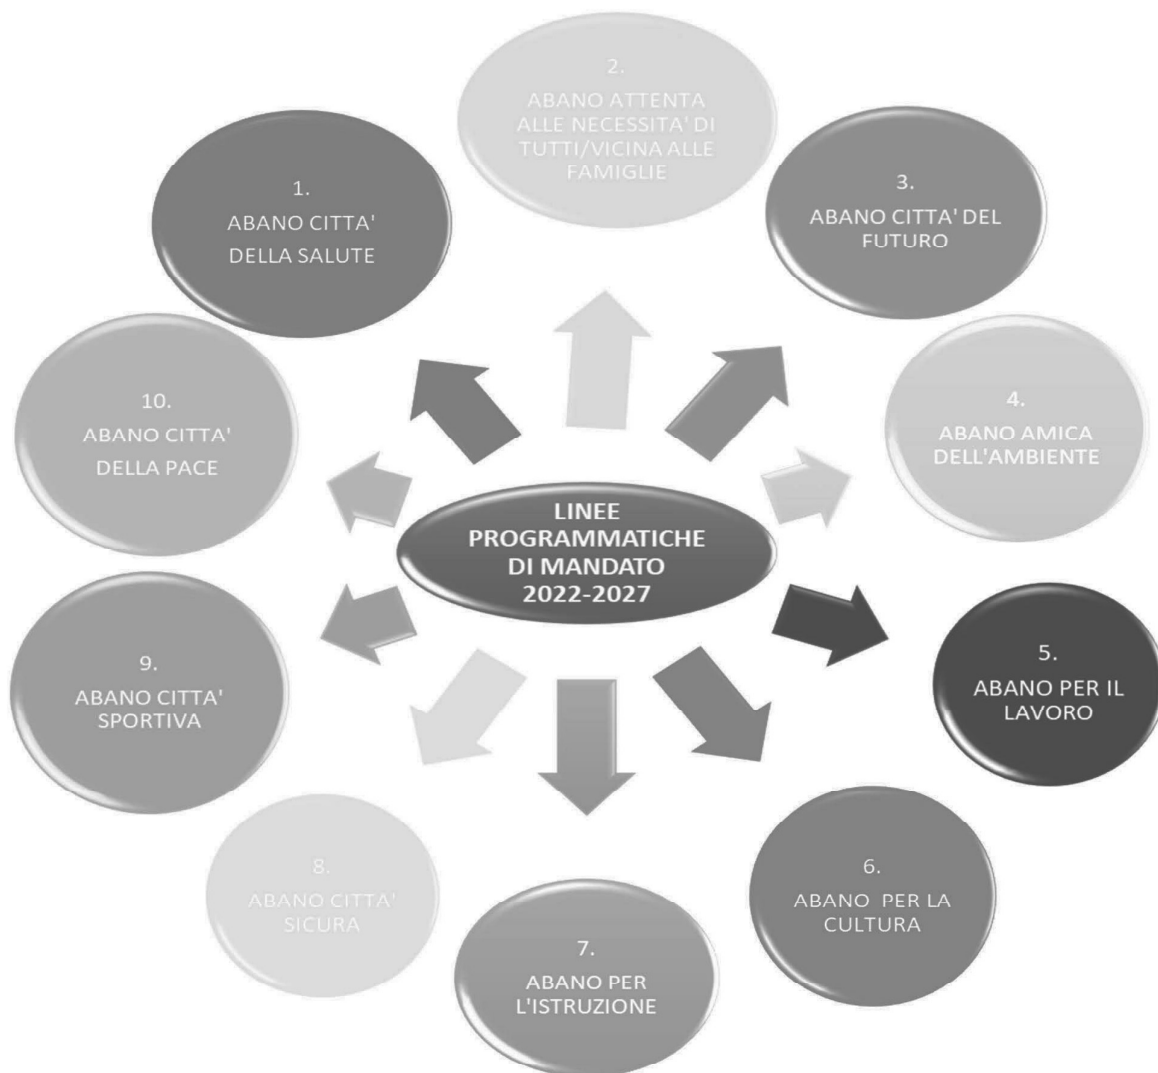 1.
ABANO CITTA'
DELLA SALUTE
2.
ABANO ATTENTA
ALLE NECESSITA' DI
TUTTI/VICINA ALLE
FAMIGLIE
3.
ABANO CITTA' DEL
FUTURO
4.
ABANO AMICA
DELL'AMBIENTE
5.
ABANO PER IL
LAVORO
6.
ABANO PER LA
CULTURA
7.
ABANO PER
L'ISTRUZIONE
8.
ABANO CITTA'
SICURA
9.
ABANO CITTA'
SPORTIVA
10.
ABANO CITTA'
DELLA PACE
LINEE
PROGRAMMATICHE
DI MANDATO
2022-2027